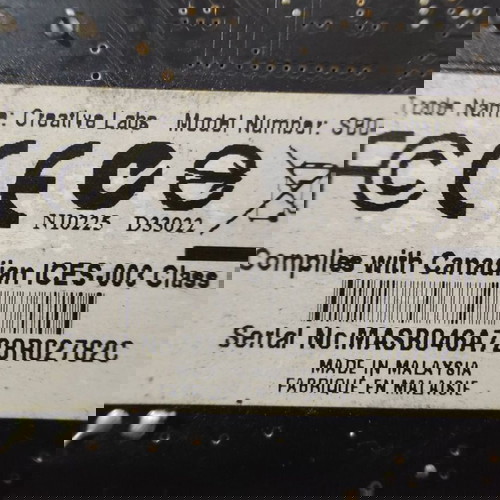 Trade Name: Creative Labs Model Number: SB0
N10225 D33022
Complies with Canadian ICES-003 Class
Serial No.
MADE IN MALAYSIA
FABRIQUÉ EN MALAISIE